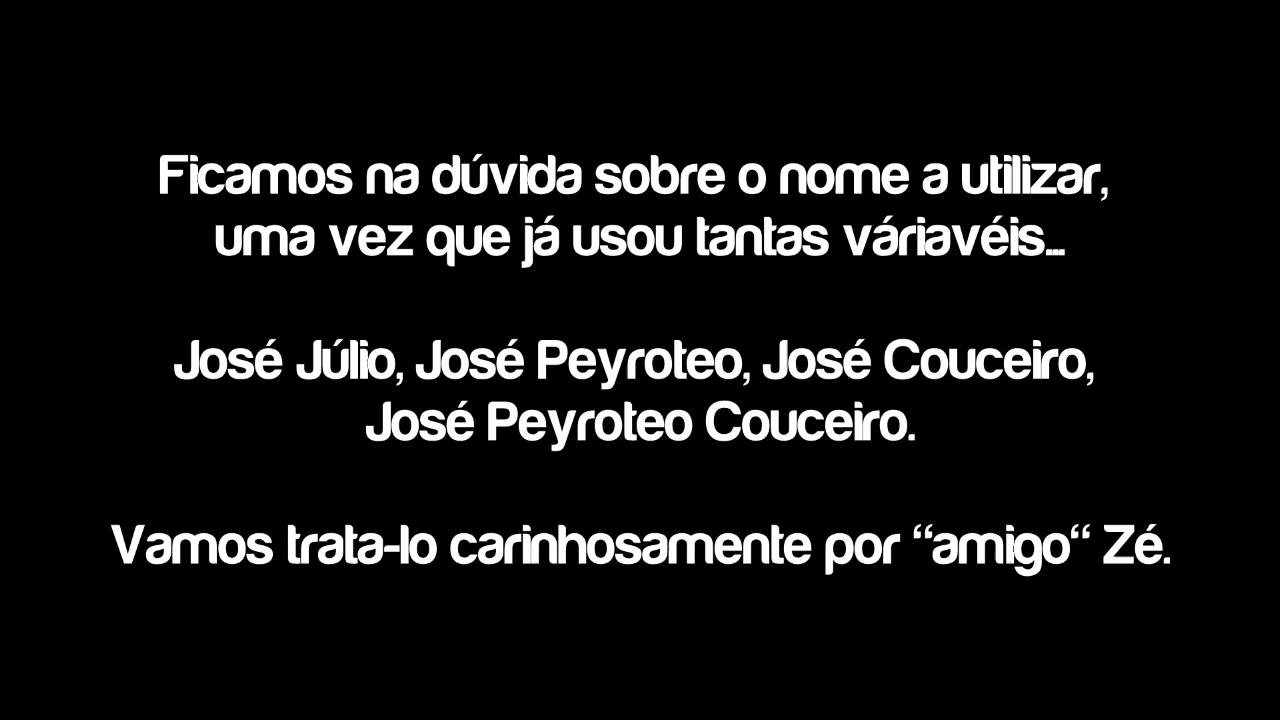 Ficamos na dúvida sobre o nome a utilizar,
uma vez que já usou tantas váriavéis...
José Júlio, José Peyroteo, José Couceiro,
José Peyroteo Couceiro.
Vamos trata-lo carinhosamente por “amigo“ Zé.